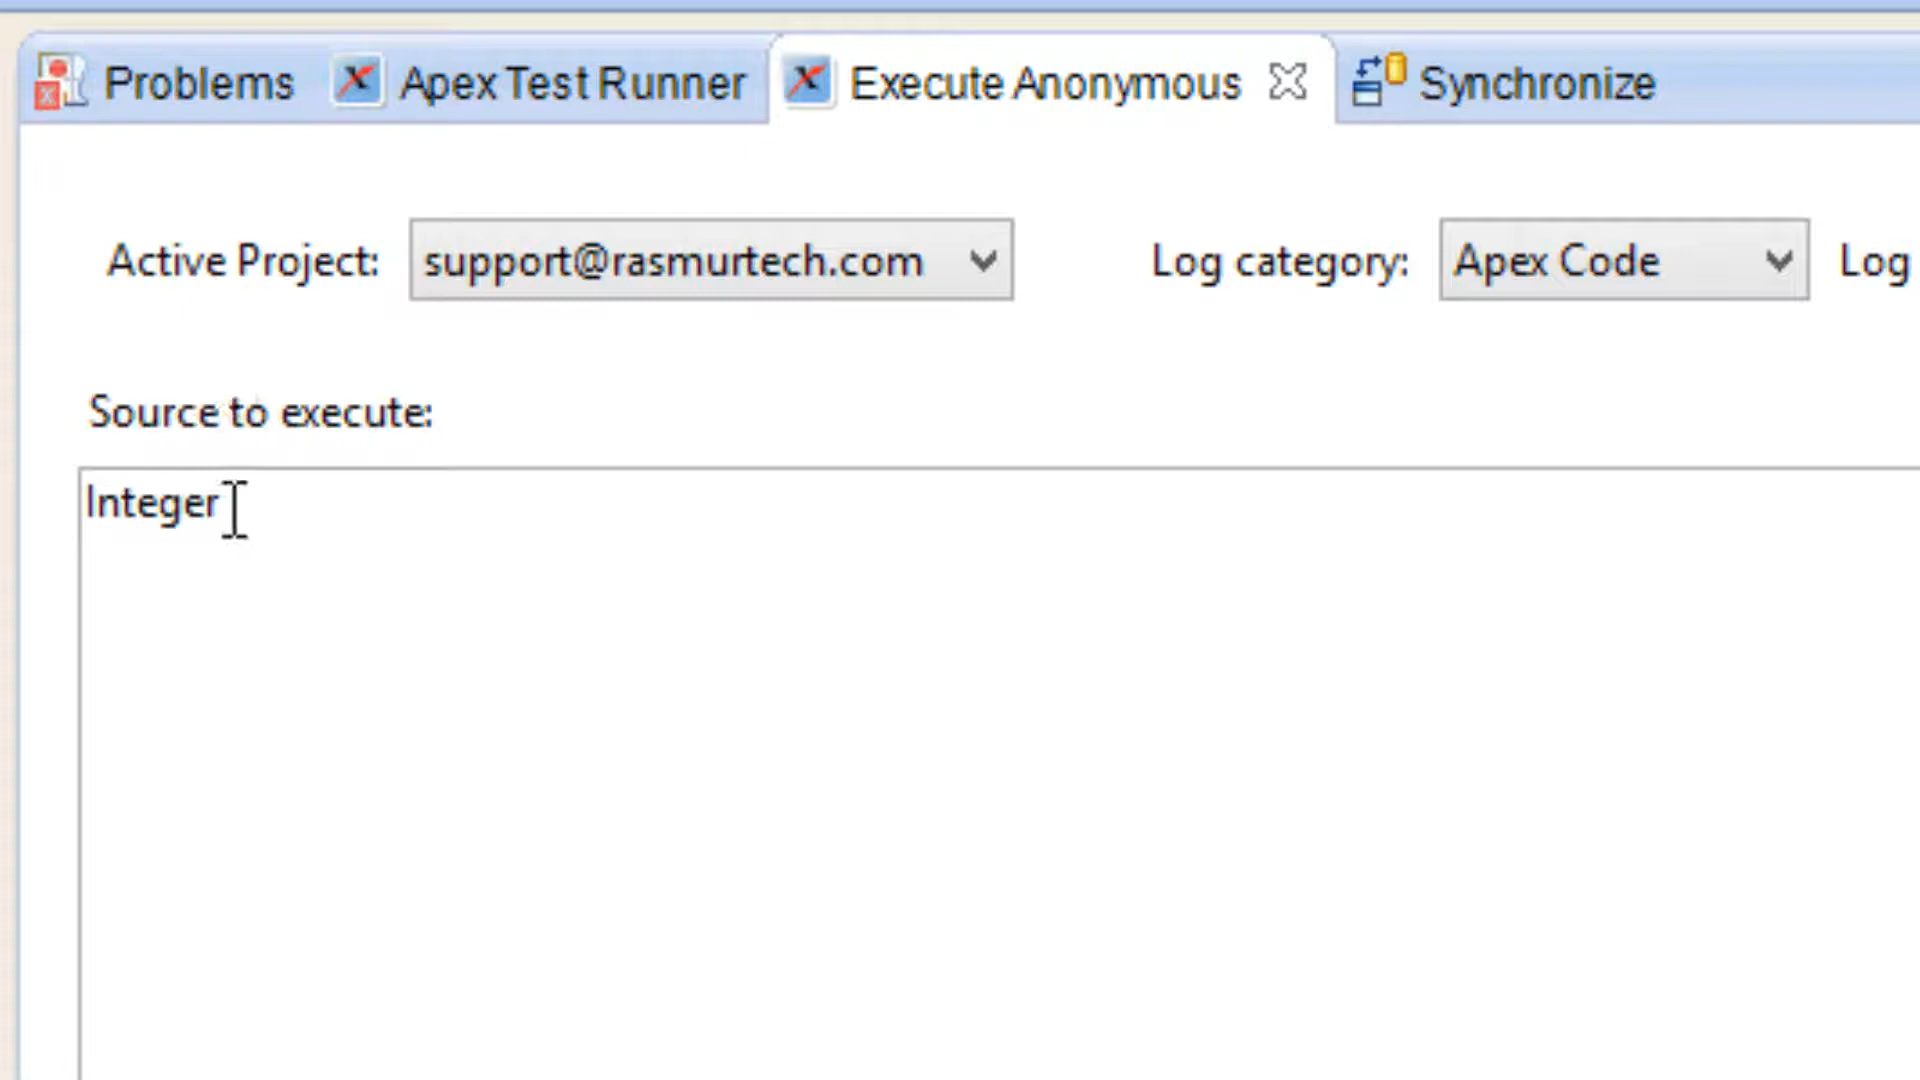 Problems Apex Test Runner Execute Anonymous Synchronize
Active Project: support@rasmurtech.com Log category: Apex Code Log
Source to execute:
Integer